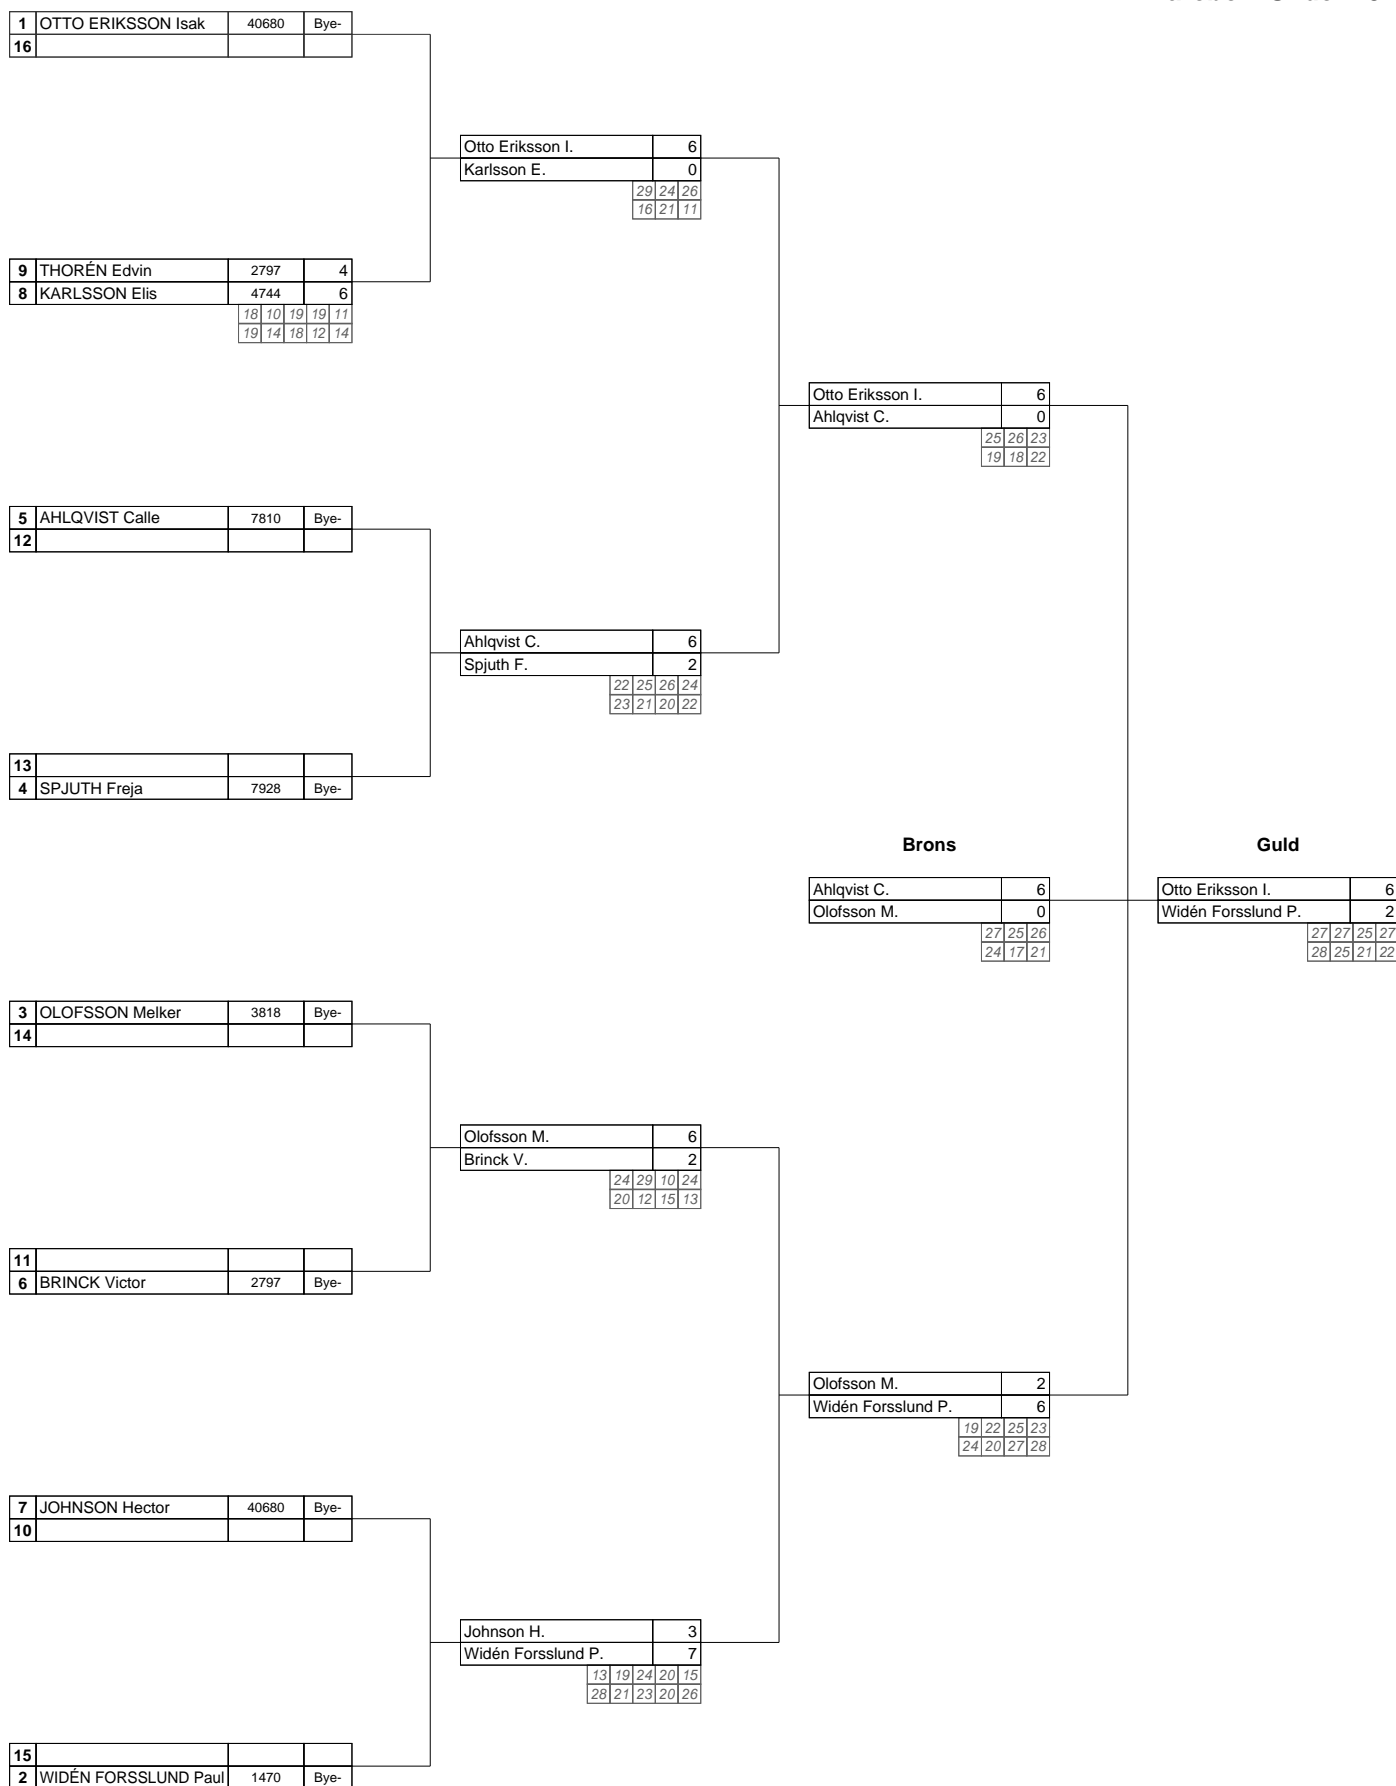 1 OTTO ERIKSSON Isak 40680 Bye-
16
Otto Eriksson I. 6
Karlsson E. 0
29 24 26
16 21 11
9 THORÉN Edvin 2797 4
8 KARLSSON Elis 4744 6
18 10 19 19 11
19 14 18 12 14
Otto Eriksson I. 6
Ahlqvist C. 0
25 26 23
19 18 22
5 AHLQVIST Calle 7810 Bye-
12
Ahlqvist C. 6
Spjuth F. 2
22 25 26 24
23 21 20 22
13
4 SPJUTH Freja 7928 Bye-
Brons
Guld
Ahlqvist C. 6
Olofsson M. 0
27 25 26
24 17 21
Otto Eriksson I. 6
Widén Forsslund P. 2
27 27 25 27
28 25 21 22
3 OLOFSSON Melker 3818 Bye-
14
Olofsson M. 6
Brinck V. 2
24 29 10 24
20 12 15 13
11
6 BRINCK Victor 2797 Bye-
Olofsson M. 2
Widén Forsslund P. 6
19 22 25 23
24 20 27 28
7 JOHNSON Hector 40680 Bye-
10
Johnson H. 3
Widén Forsslund P. 7
13 19 24 20 15
28 21 23 20 26
15
2 WIDÉN FORSSLUND Paul 1470 Bye-